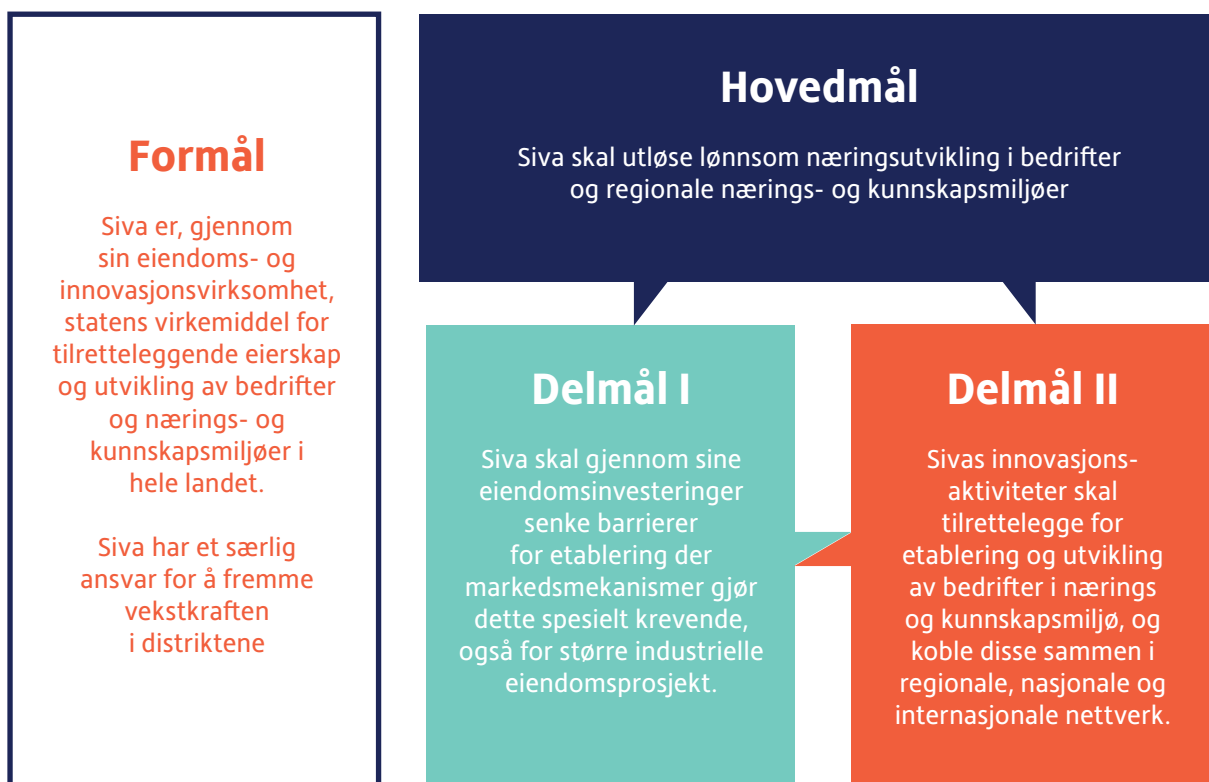 Formål
Siva er, gjennom
sin eiendoms- og
innovasjonsvirksomhet,
statens virkemiddel for
tilretteleggende eierskap
og utvikling av bedrifter
og nærings- og
kunnskapsmiljøer i
hele landet.
Siva har et særlig
ansvar for å fremme
vekstkraften
i distriktene
Hovedmål
Siva skal utløse lønnsom næringsutvikling i bedrifter
og regionale nærings- og kunnskapsmiljøer
Delmål I
Siva skal gjennom sine
eiendomsinvesteringer
senke barrierer
for etablering der
markedsmekanismer gjør
dette spesielt krevende,
også for større industrielle
eiendomsprosjekt.
Delmål II
Sivas innovasjons-
aktiviteter skal
tilrettelegge for
etablering og utvikling
av bedrifter i nærings
og kunnskapsmiljø, og
koble disse sammen i
regionale, nasjonale og
internasjonale nettverk.